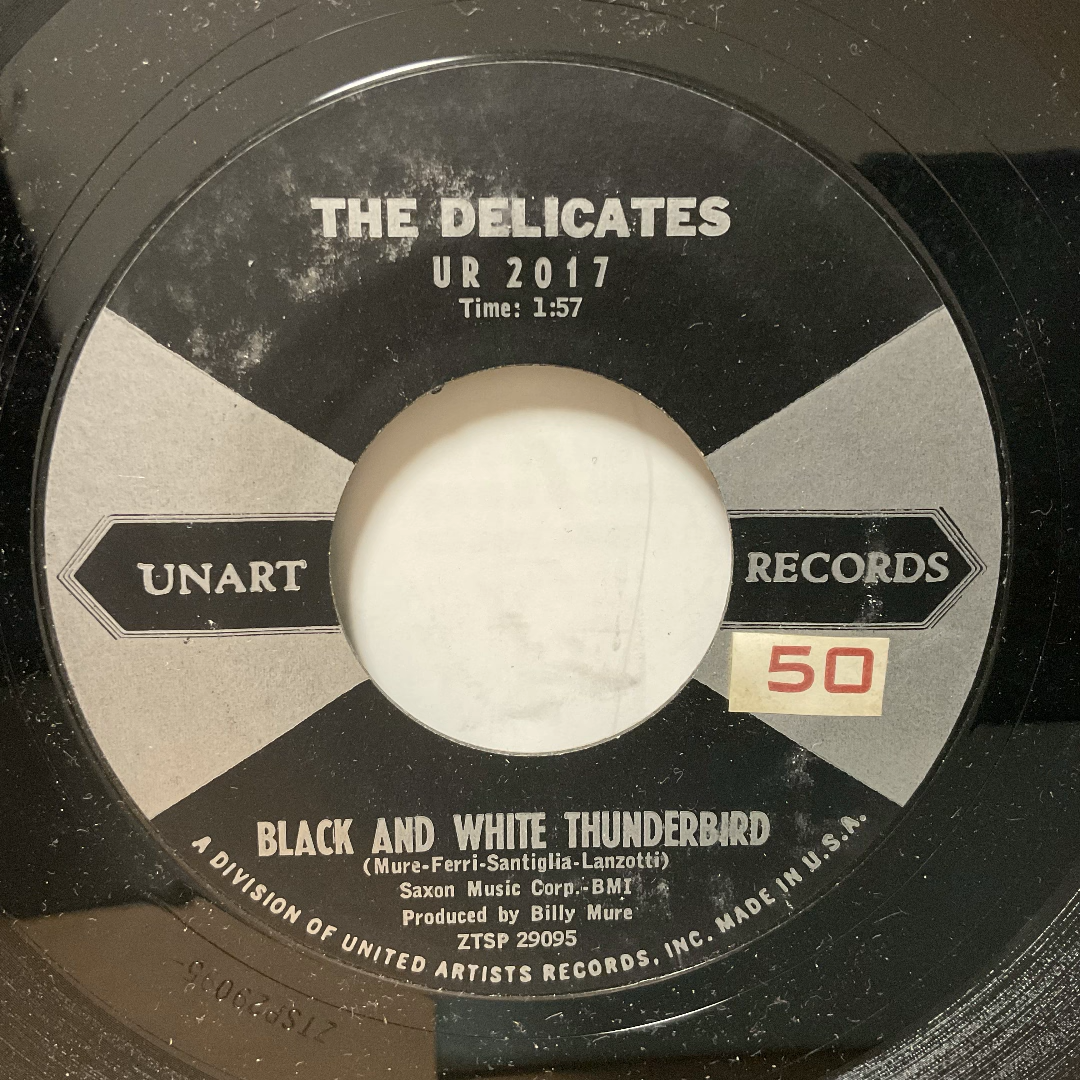 THE DELICATES
UR 2017
Time: 1:57
UNART RECORDS
50
BLACK AND WHITE THUNDERBIRD
(Mure-Ferri-Santiglia-Lanzotti)
Saxon Music Corp.-BMI
Produced by Billy Mure
ZTSP 29095
A DIVISION OF UNITED ARTISTS RECORDS, INC. MADE IN U.S.A.